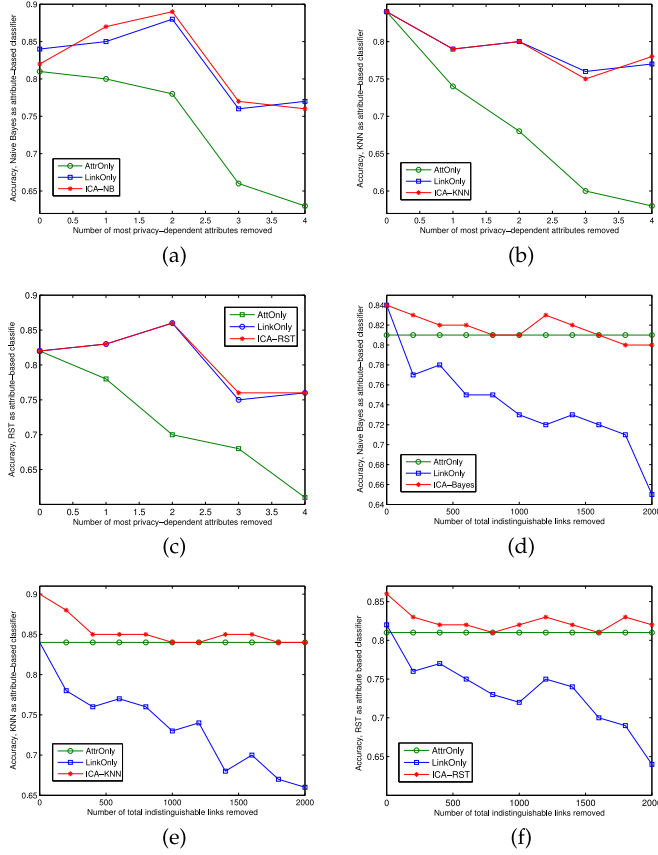 Accuracy, Naive Bayes as attribute-based classifier
0.85
0.8
0.75
0.7
0.65
AttrOnly
LinkOnly
ICA-NB
0 0.5 1 1.5 2 2.5 3 3.5 4
Number of most privacy-dependent attributes removed
(a)
Accuracy, KNN as attribute-based classifier
0.8
0.75
0.7
0.65
0.6
AttrOnly
LinkOnly
ICA-KNN
0 0.5 1 1.5 2 2.5 3 3.5 4
Number of most privacy-dependent attributes removed
(b)
Accuracy, RST as attribute-based classifie
0.9
0.85
0.8
0.75
0.7
0.65
AttOnly
LinkOnly
ICA-RST
0 0.5 1 1.5 2 2.5 3 3.5 4
Number of most privacy-dependent attributes removed
(c)
Accuracy, Naive Bayes as attribute-based classifier
0.84
0.82
0.8
0.78
0.76
0.74
0.72
0.7
0.68
0.66
0.64
AttrOnly
LinkOnly
ICA-Bayes
0 500 1000 1500 2000
Number of total indistinguishable links removed
(d)
Accuracy, KNN as attribute-based classifier
0.9
0.85
0.8
0.75
0.7
0.65
AttrOnly
LinkOnly
ICA-KNN
0 500 1000 1500 2000
Number of total indistinguishable links removed
(e)
Accuracy, RST as attribute based classifier
0.85
0.8
0.75
0.7
0.65
AttrOnly
LinkOnly
ICA-RST
0 500 1000 1500 2000
Number of total indistinguishable links removed
(f)